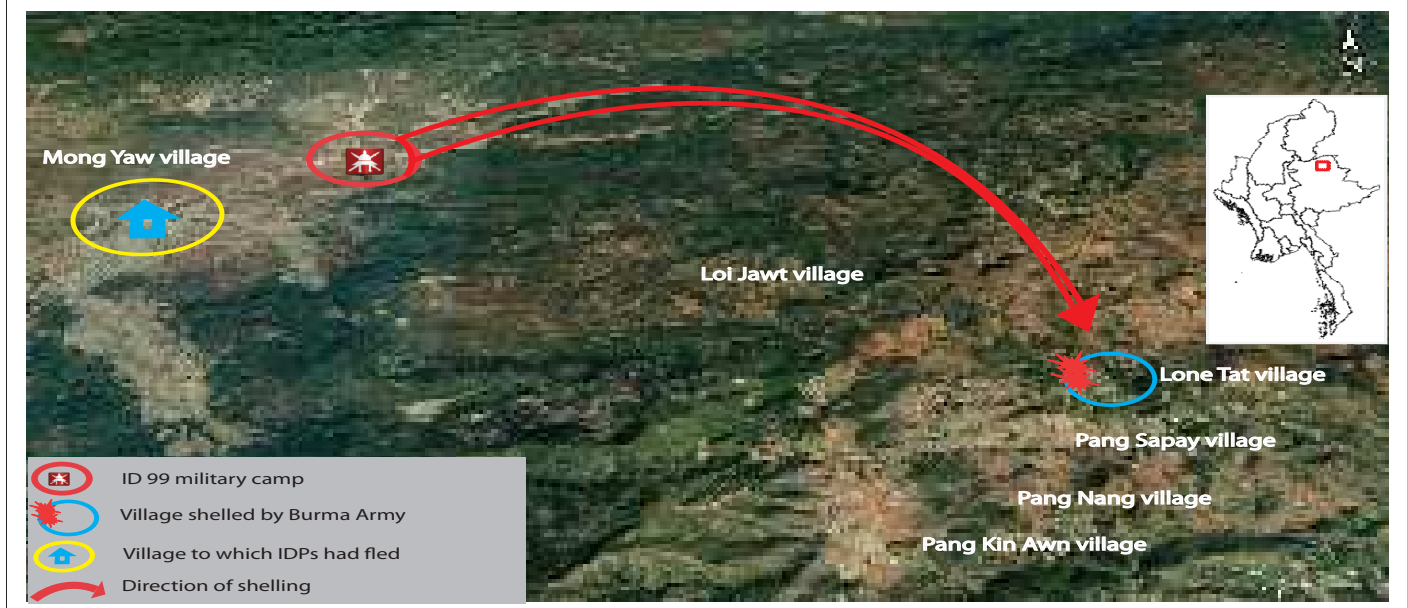 Mong Yaw village
Loi Jawt village
Lone Tat village
Pang Sapay village
Pang Nang village
Pang Kin Awn village
ID 99 military camp
Village shelled by Burma Army
Village to which IDPs had fled
Direction of shelling